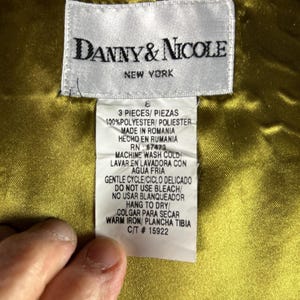 DANNY & NICOLE
NEW YORK
6
3 PIECES/ PIEZAS
100%POLYESTER/ POLIESTER
MADE IN ROMANIA
HECHO EN RUMANIA
RN 67473
MACHINE WASH COLD/
LAVAR EN LAVADORA CON
AGUA FRIA
GENTLE CYCLE/CICLO DELICADO
DO NOT USE BLEACH/
NO USAR BLANQUEADOR
HANG TO DRY/
COLGAR PARA SECAR
WARM IRON/ PLANCHA TIBIA
C/T # 15922